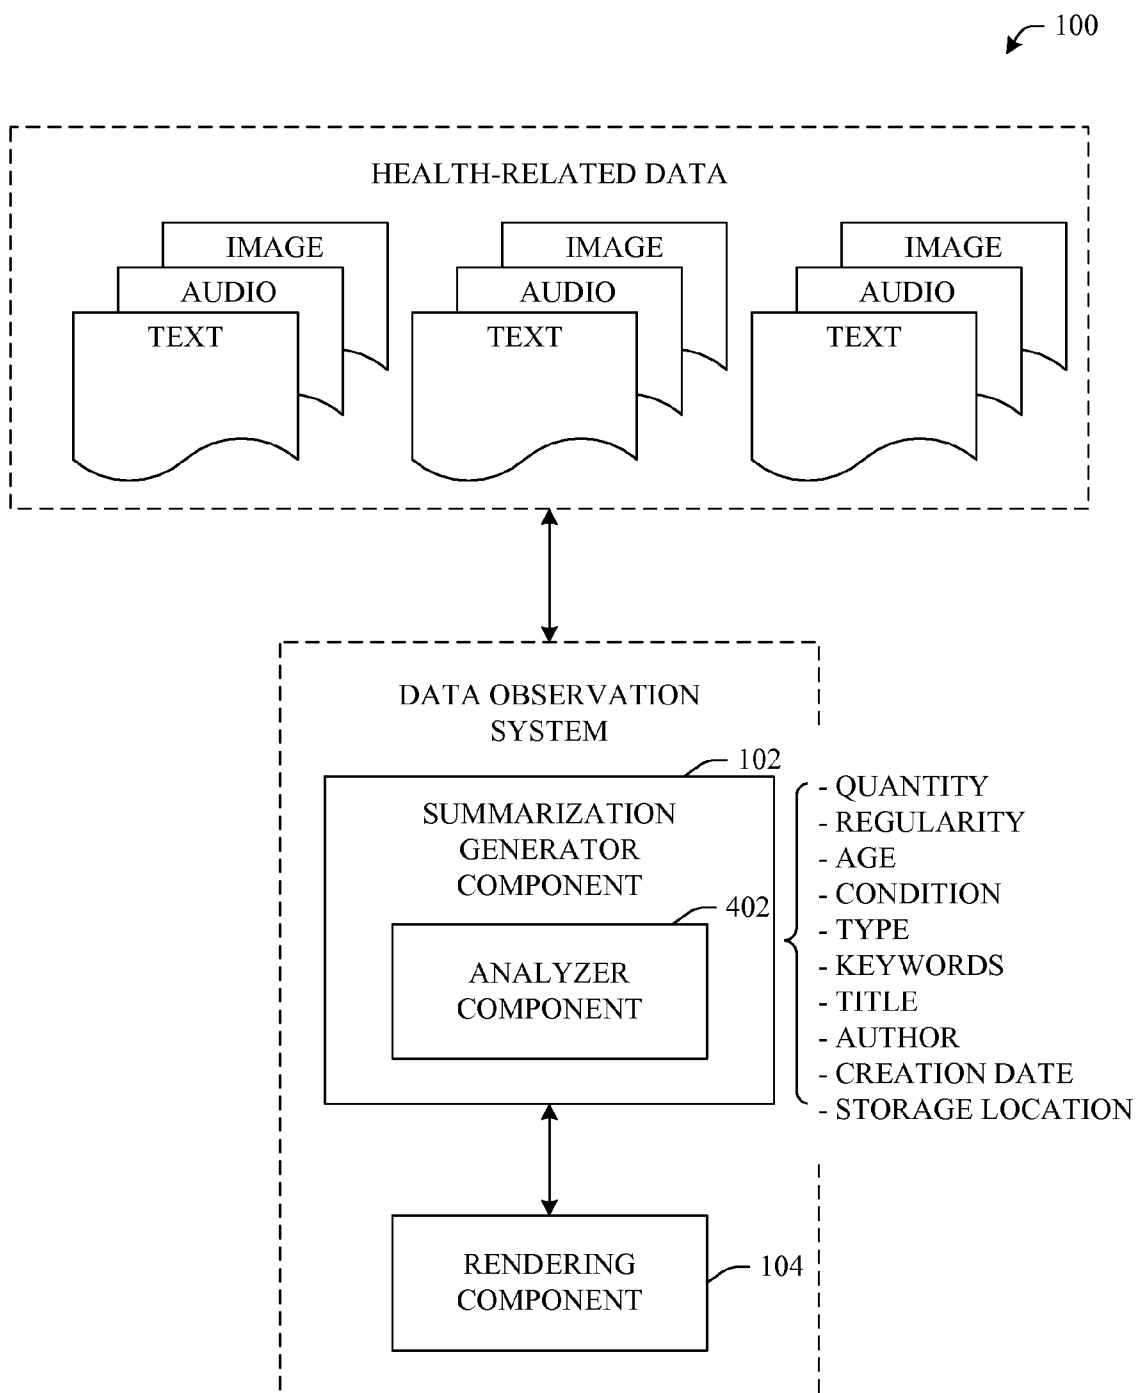 100
HEALTH-RELATED DATA
IMAGE
AUDIO
TEXT
IMAGE
AUDIO
TEXT
IMAGE
AUDIO
TEXT
DATA OBSERVATION
SYSTEM
102
SUMMARIZATION
GENERATOR
COMPONENT
402
ANALYZER
COMPONENT
- QUANTITY
- REGULARITY
- AGE
- CONDITION
- TYPE
- KEYWORDS
- TITLE
- AUTHOR
- CREATION DATE
- STORAGE LOCATION
RENDERING
COMPONENT
104